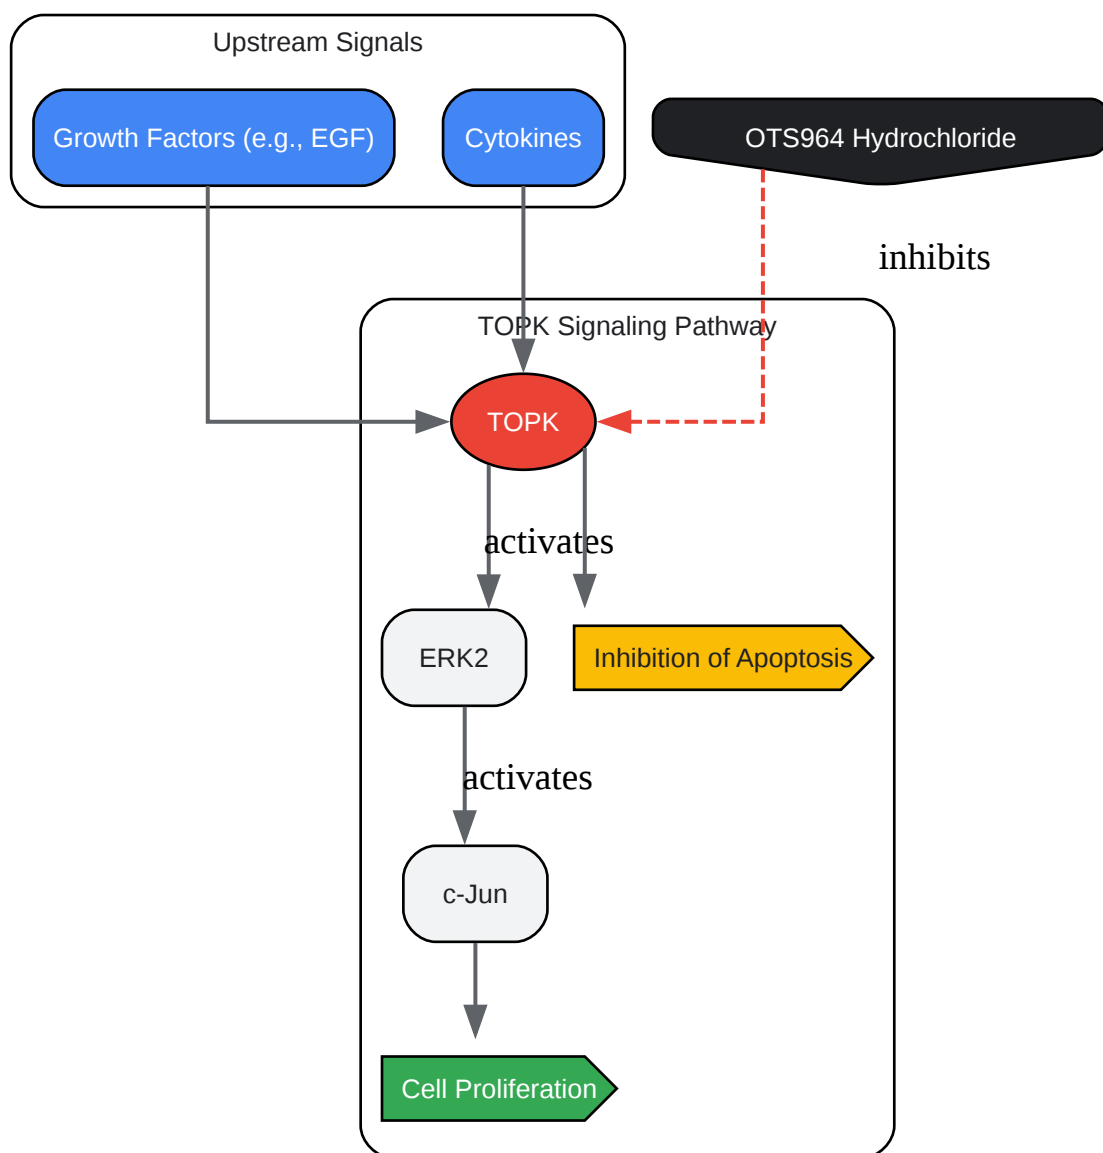 Upstream Signals
Growth Factors (e.g., EGF)
Cytokines
OTS964 Hydrochloride
inhibits
TOPK Signaling Pathway
TOPK
activates
ERK2
Inhibition of Apoptosis
activates
c-Jun
Cell Proliferation